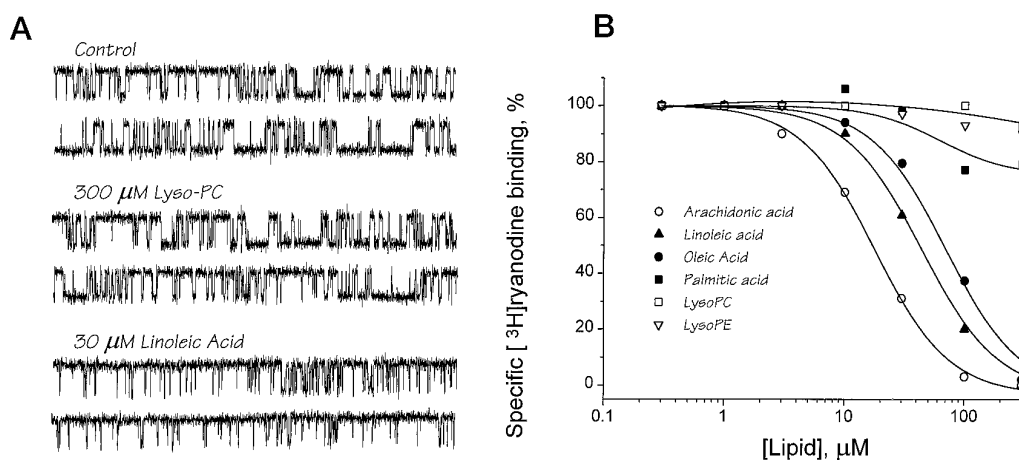 A
Control
300 µM Lyso-PC
30 µM Linoleic Acid
B
Specific [ ³H]ryanodine binding, %
100
80
60
40
20
0
Arachidonic acid
Linoleic acid
Oleic Acid
Palmitic acid
LysoPC
LysoPE
0.1 1 10 100
[Lipid], µM